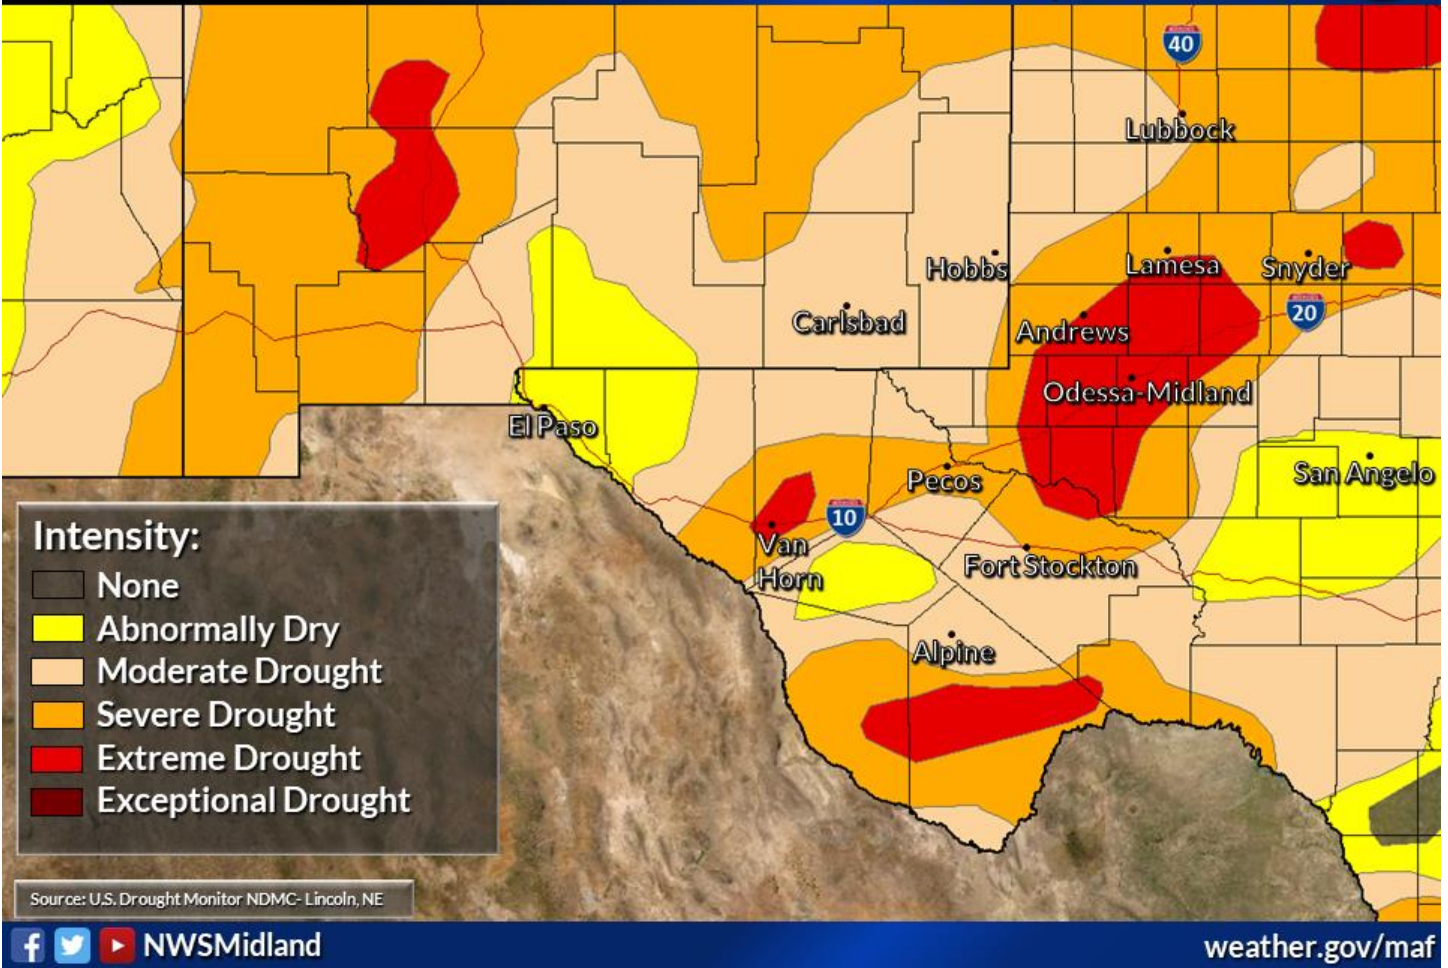 40
Lubbock
Hobbs
Lamesa
Snyder
Carlsbad
Andrews
20
Odessa-Midland
El Paso
Pecos
San Angelo
10
Van
Horn
Fort Stockton
Alpine
Intensity:
None
Abnormally Dry
Moderate Drought
Severe Drought
Extreme Drought
Exceptional Drought
Source: U.S. Drought Monitor NDMC- Lincoln, NE
NWSMidland
weather.gov/maf